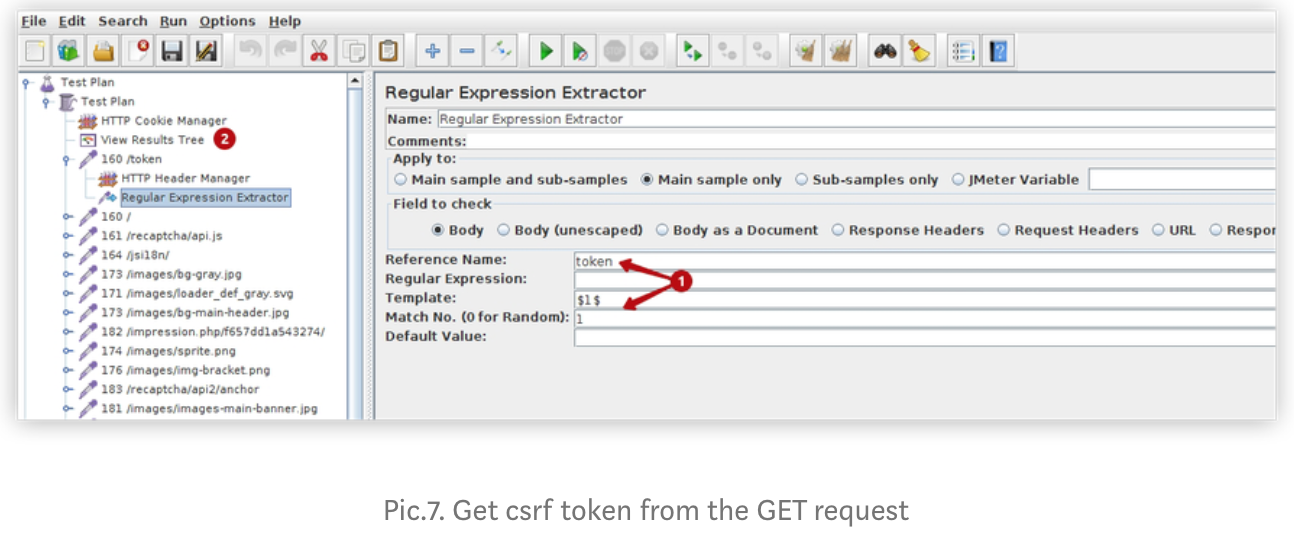 File Edit Search Run Options Help
Test Plan
Test Plan
HTTP Cookie Manager
View Results Tree 2
160 /token
HTTP Header Manager
Regular Expression Extractor
160 /
161 /recaptcha/api.js
164 /jsi18n/
173 /images/bg-gray.jpg
171 /images/loader_def_gray.svg
173 /images/bg-main-header.jpg
182 /impression.php/f657dd1a543274/
174 /images/sprite.png
176 /images/img-bracket.png
183 /recaptcha/api2/anchor
181 /images/images-main-banner.jpg
Regular Expression Extractor
Name: Regular Expression Extractor
Comments:
Apply to:
Main sample and sub-samples Main sample only Sub-samples only JMeter Variable
Field to check
Body Body (unescaped) Body as a Document Response Headers Request Headers URL Respor
Reference Name: token
1
Regular Expression:
Template: $1$
Match No. (0 for Random): 1
Default Value:
Pic.7. Get csrf token from the GET request